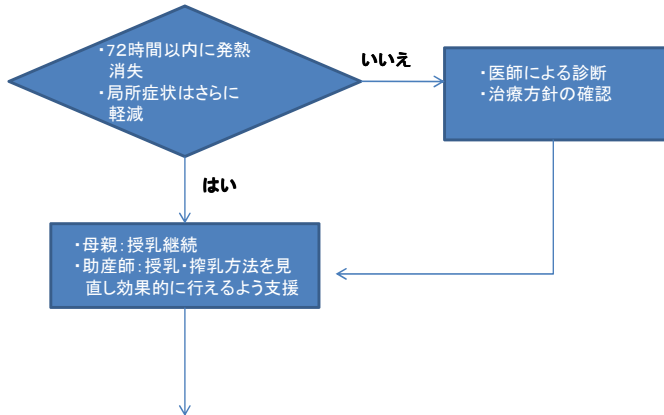 ・72時間以内に発熱
消失
・局所症状はさらに
軽減
いいえ
・医師による診断
・治療方針の確認
はい
・母親:授乳継続
・助産師:授乳・搾乳方法を見
直し効果的に行えるよう支援